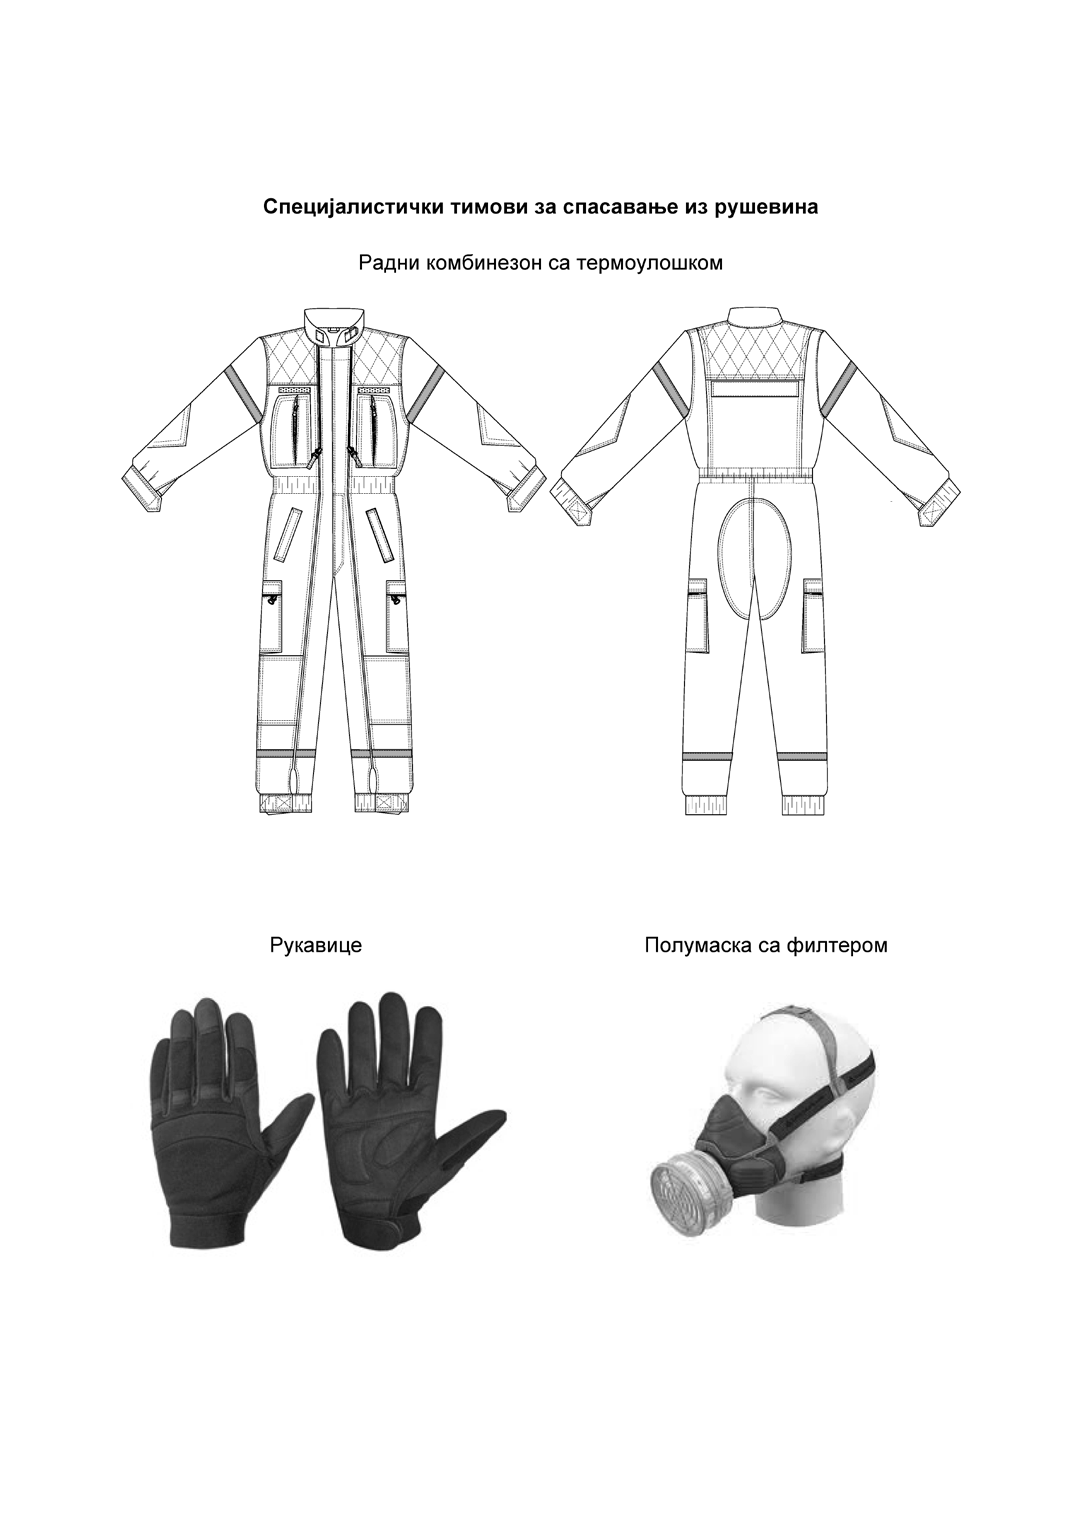 Специјалистички тимови за спасавање из рушевина
Радни комбинезон са термоулошком
Рукавице
Полумаска са филтером